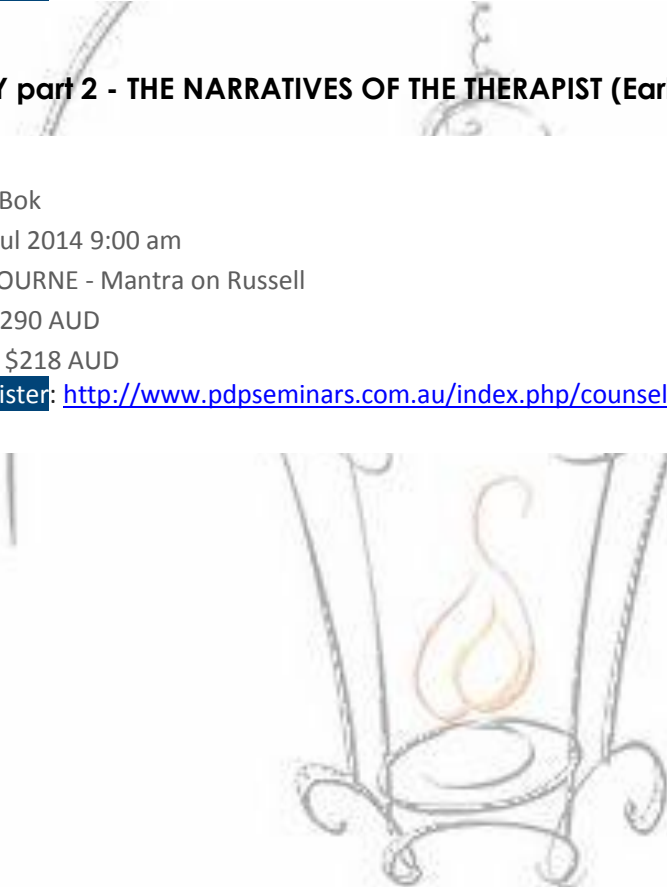 Y part 2 - THE NARRATIVES OF THE THERAPIST (Earl
Bok
ul 2014 9:00 am
OURNE - Mantra on Russell
290 AUD
$218 AUD
ister: http://www.pdpseminars.com.au/index.php/counsel